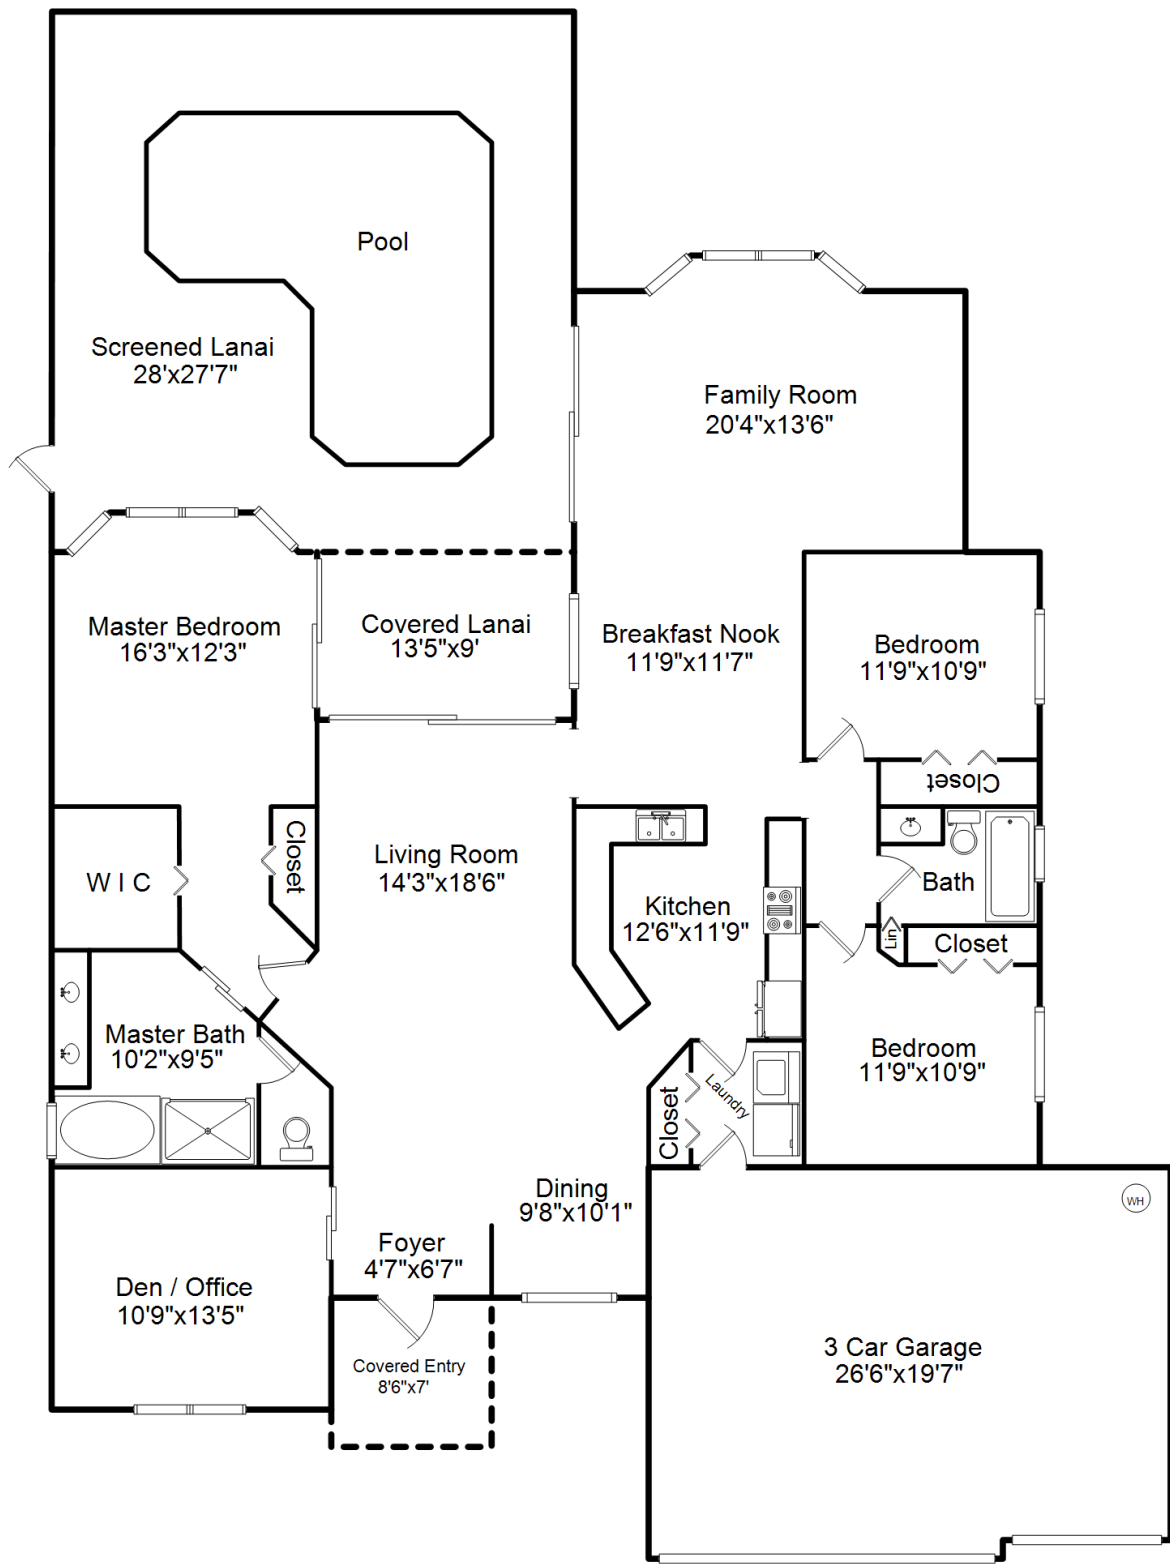 Pool
Screened Lanai
28'x27'7"
Family Room
20'4"x13'6"
Master Bedroom
16'3"x12'3"
Covered Lanai
13'5"x9'
Breakfast Nook
11'9"x11'7"
Bedroom
11'9"x10'9"
Closet
W I C
Closet
Living Room
14'3"x18'6"
Kitchen
12'6"x11'9"
Bath
Lin
Closet
Master Bath
10'2"x9'5"
Bedroom
11'9"x10'9"
Closet
Laundry
Dining
9'8"x10'1"
WH
Foyer
4'7"x6'7"
Den / Office
10'9"x13'5"
Covered Entry
8'6"x7'
3 Car Garage
26'6"x19'7"